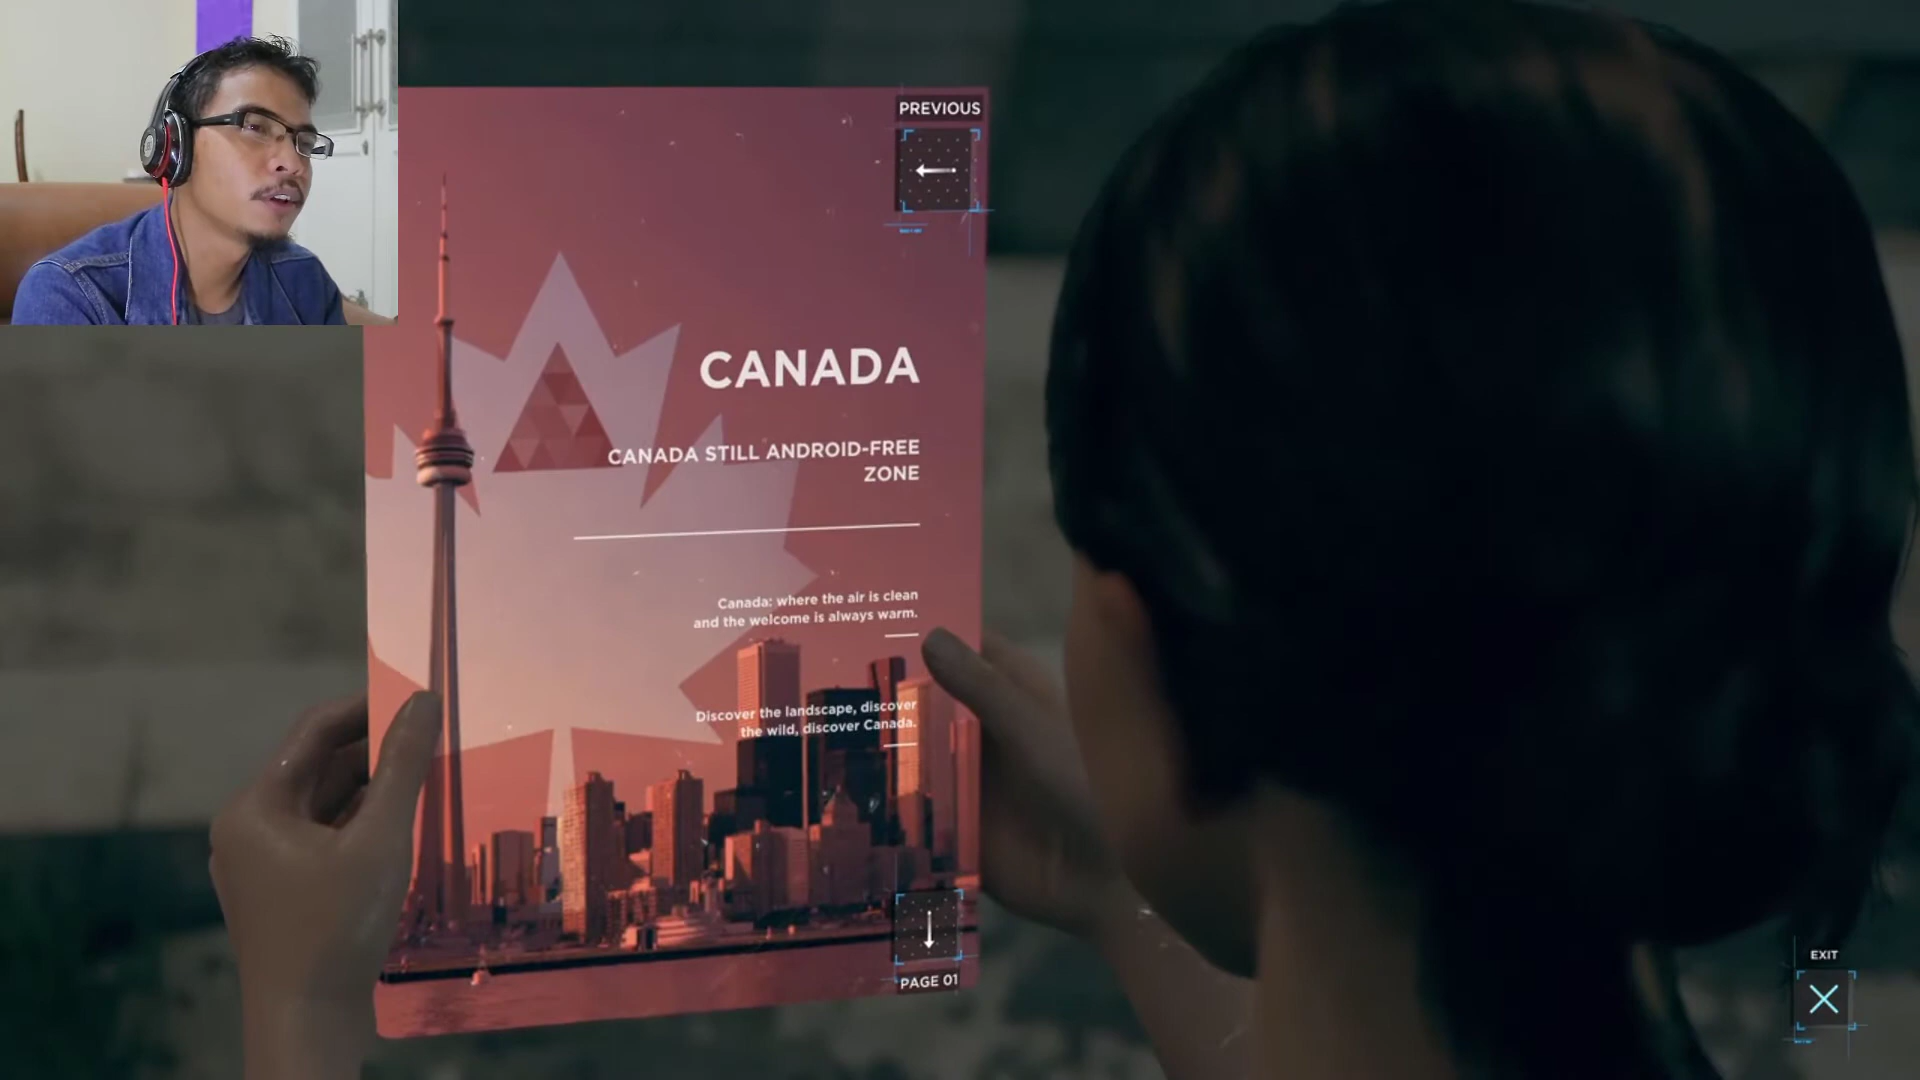 PREVIOUS
CANADA
CANADA STILL ANDROID-FREE
ZONE
Canada: where the air is clean
and the welcome is always warm.
Discover the landscape, discover
the wild, discover Canada.
PAGE 01
EXIT